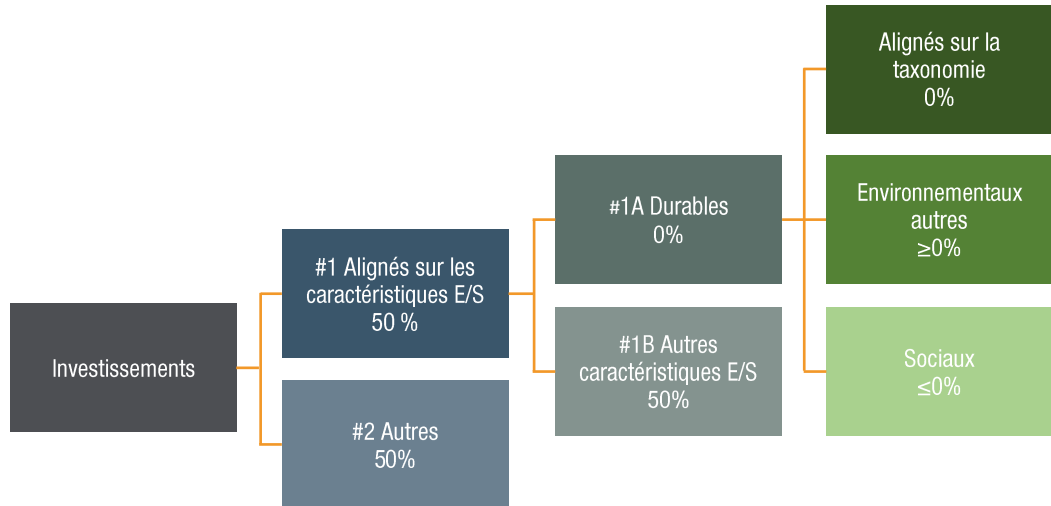 Investissements
#1 Alignés sur les
caractéristiques E/S
50 %
#2 Autres
50%
#1A Durables
0%
#1B Autres
caractéristiques E/S
50%
Alignés sur la
taxonomie
0%
Environnementaux
autres
≥0%
Sociaux
≤0%